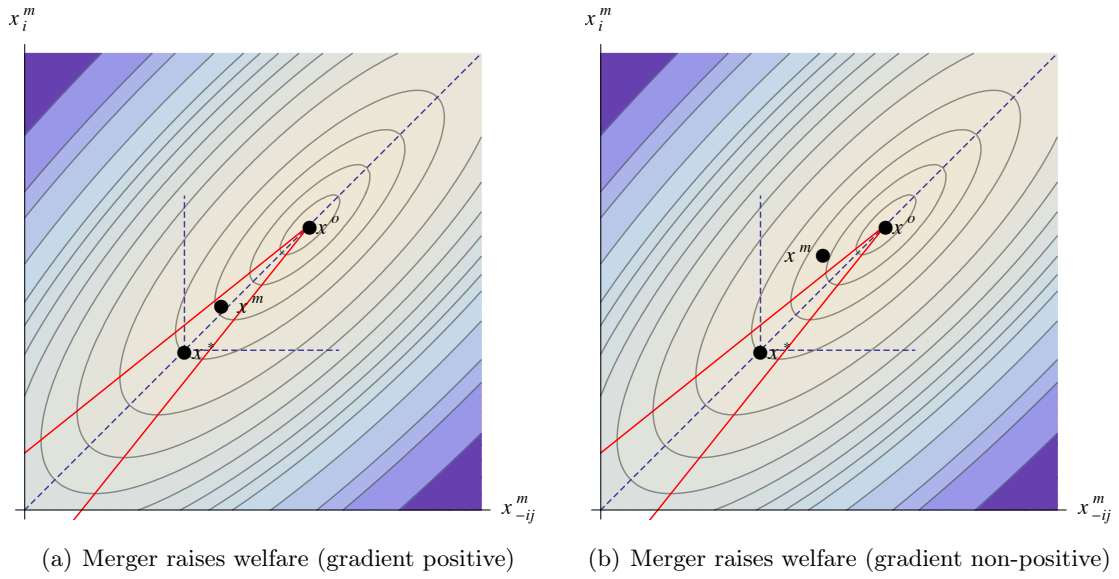 x_i^m
x_i^m
x^o
x^o
x^m
x^m
x^*
x^*
x_{-ij}^m
x_{-ij}^m
(a) Merger raises welfare (gradient positive)
(b) Merger raises welfare (gradient non-positive)